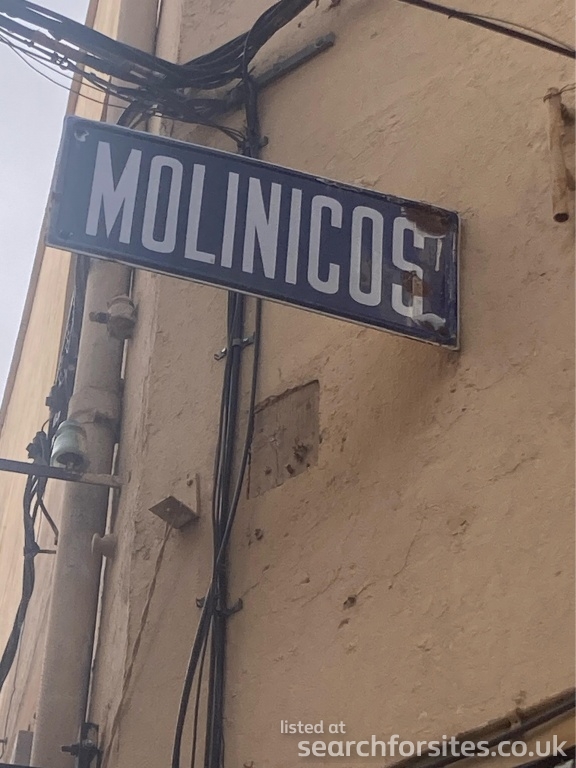 MOLINICOS
listed at
searchforsites.co.uk